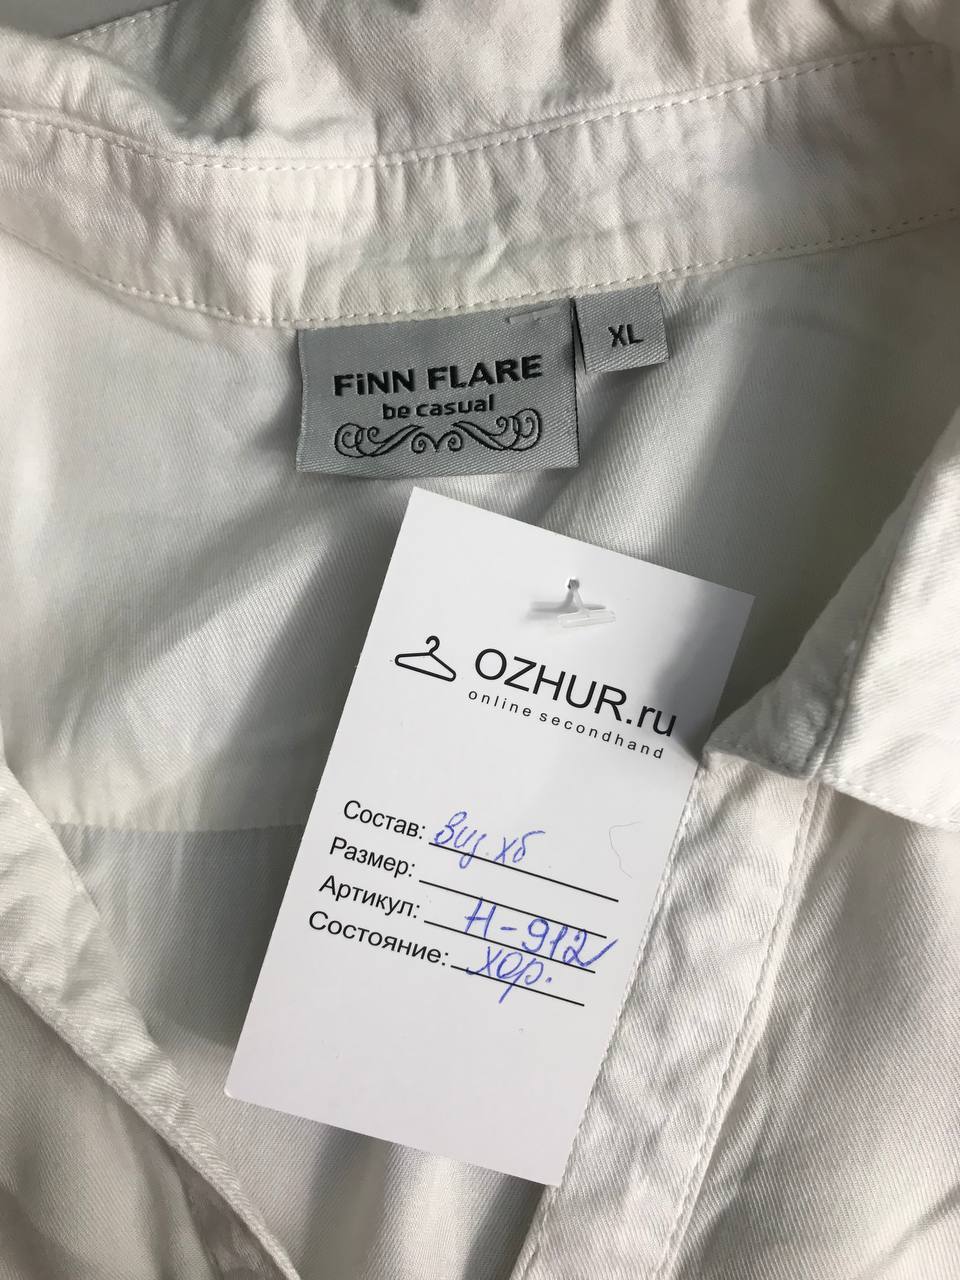 FiNN FLARE
be casual
XL
OZHUR.ru
online secondhand
Состав: Виз хб
Размер:
Артикул: Н-912
Состояние: хор.